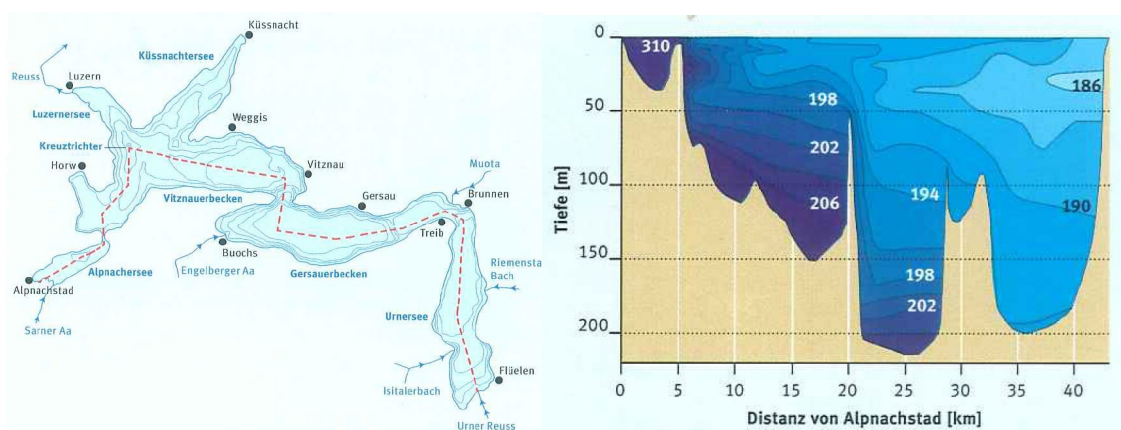 Küssnacht
Küssnachtersee
Reuss
Luzern
Luzernersee
Weggis
Kreuztrichter
Horw
Vitznau
Muota
Vitznauerbecken
Gersau
Brunnen
Treib
Buochs
Engelberger Aa
Gersauerbecken
Alpnachersee
Riemensta
Bach
Alpnachstad
Sarner Aa
Urnersee
Isitalerbach
Flüelen
Urner Reuss
Tiefe [m]
0
50
100
150
200
310
198
202
206
194
198
202
186
190
0 5 10 15 20 25 30 35 40
Distanz von Alpnachstad [km]